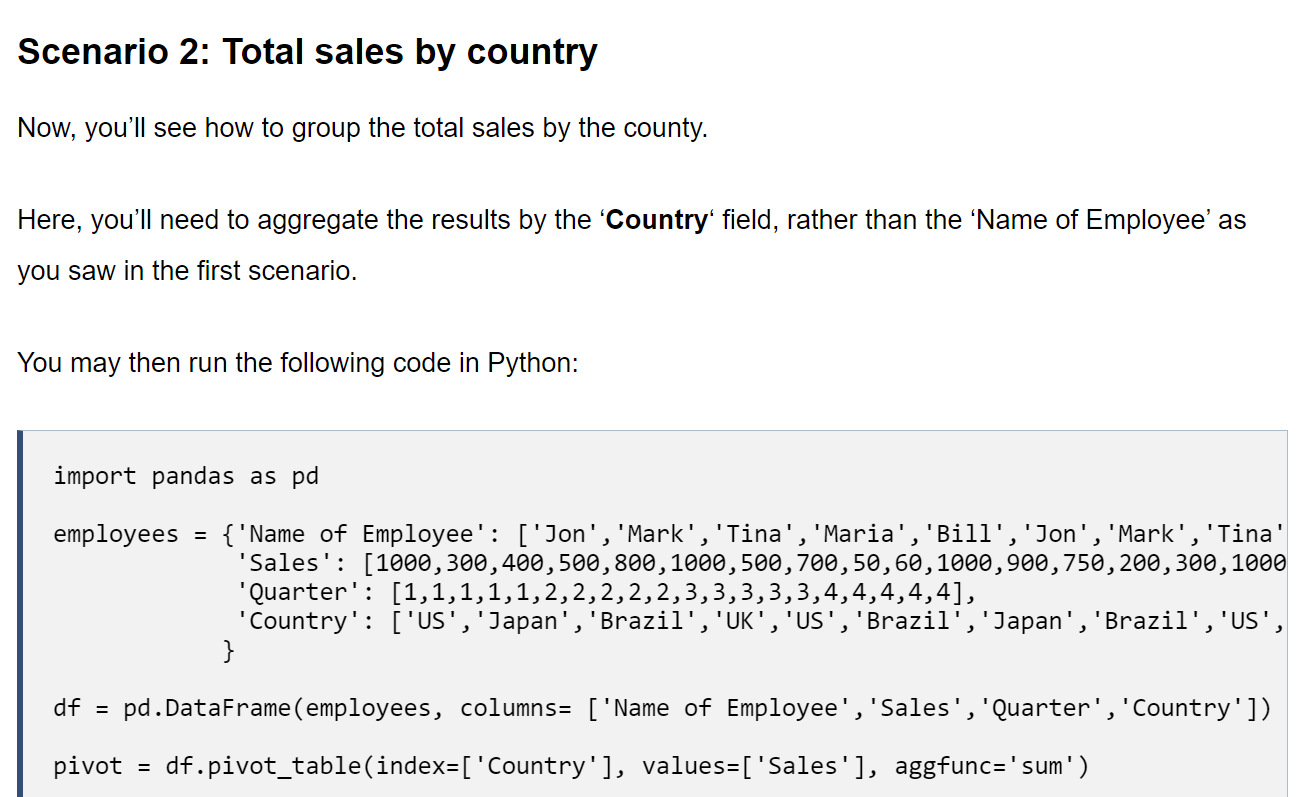 Scenario 2: Total sales by country
Now, you’ll see how to group the total sales by the county.
Here, you’ll need to aggregate the results by the ‘Country‘ field, rather than the ‘Name of Employee’ as
you saw in the first scenario.
You may then run the following code in Python:
import pandas as pd
employees = {'Name of Employee': ['Jon','Mark','Tina','Maria','Bill','Jon','Mark','Tina'
'Sales': [1000,300,400,500,800,1000,500,700,50,60,1000,900,750,200,300,1000
'Quarter': [1,1,1,1,1,2,2,2,2,2,3,3,3,3,3,4,4,4,4,4],
'Country': ['US','Japan','Brazil','UK','US','Brazil','Japan','Brazil','US',
}
df = pd.DataFrame(employees, columns= ['Name of Employee','Sales','Quarter','Country'])
pivot = df.pivot_table(index=['Country'], values=['Sales'], aggfunc='sum')